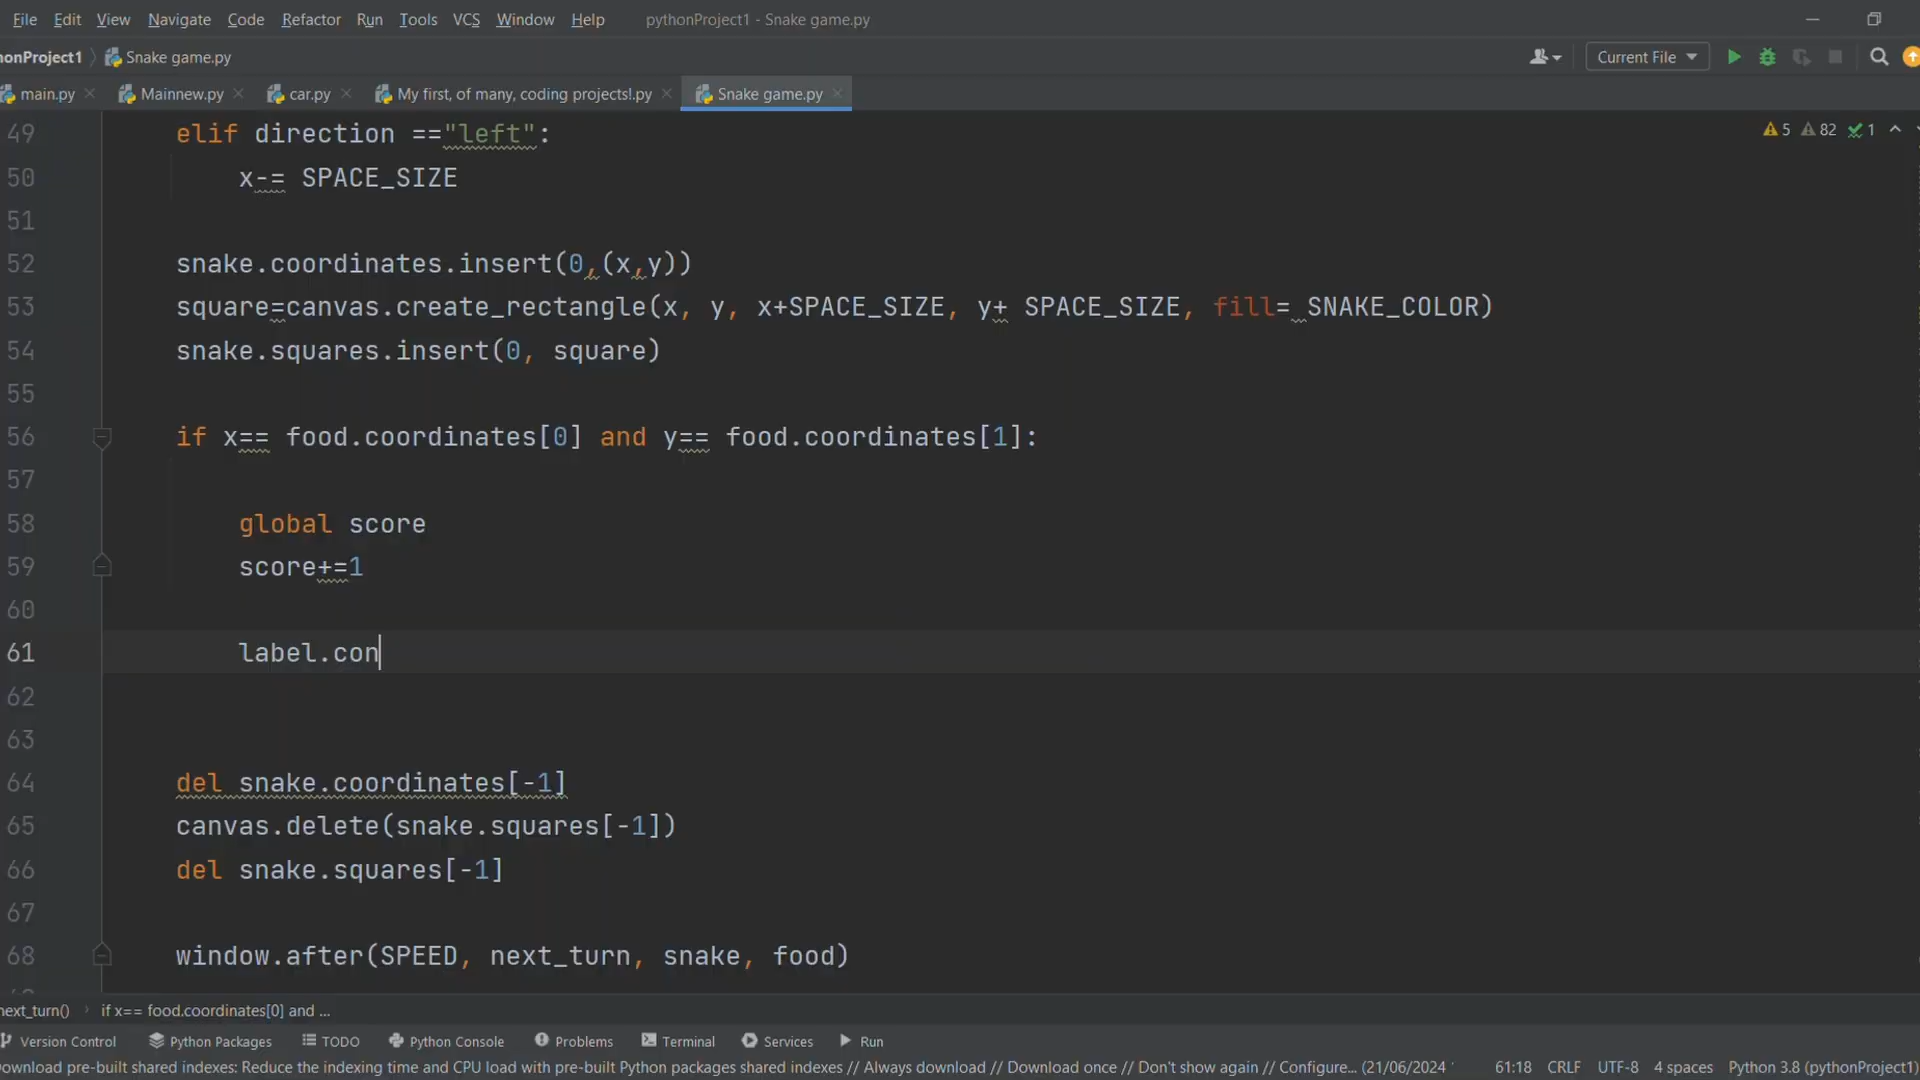 File Edit View Navigate Code Refactor Run Tools VCS Window Help pythonProject1 - Snake game.py
honProject1 Snake game.py Current File
main.py Mainnew.py car.py My first, of many, coding projects!.py Snake game.py
49 elif direction =="left": 5 82 1
50 x-= SPACE_SIZE
51
52 snake.coordinates.insert(0,(x,y))
53 square=canvas.create_rectangle(x, y, x+SPACE_SIZE, y+ SPACE_SIZE, fill= SNAKE_COLOR)
54 snake.squares.insert(0, square)
55
56 if x== food.coordinates[0] and y== food.coordinates[1]:
57
58 global score
59 score+=1
60
61 label.con
62
63
64 del snake.coordinates[-1]
65 canvas.delete(snake.squares[-1])
66 del snake.squares[-1]
67
68 window.after(SPEED, next_turn, snake, food)
next_turn() if x== food.coordinates[0] and ...
Version Control Python Packages TODO Python Console Problems Terminal Services Run
ownload pre-built shared indexes: Reduce the indexing time and CPU load with pre-built Python packages shared indexes // Always download // Download once // Don't show again // Configure... (21/06/2024 61:18 CRLF UTF-8 4 spaces Python 3.8 (pythonProject1)